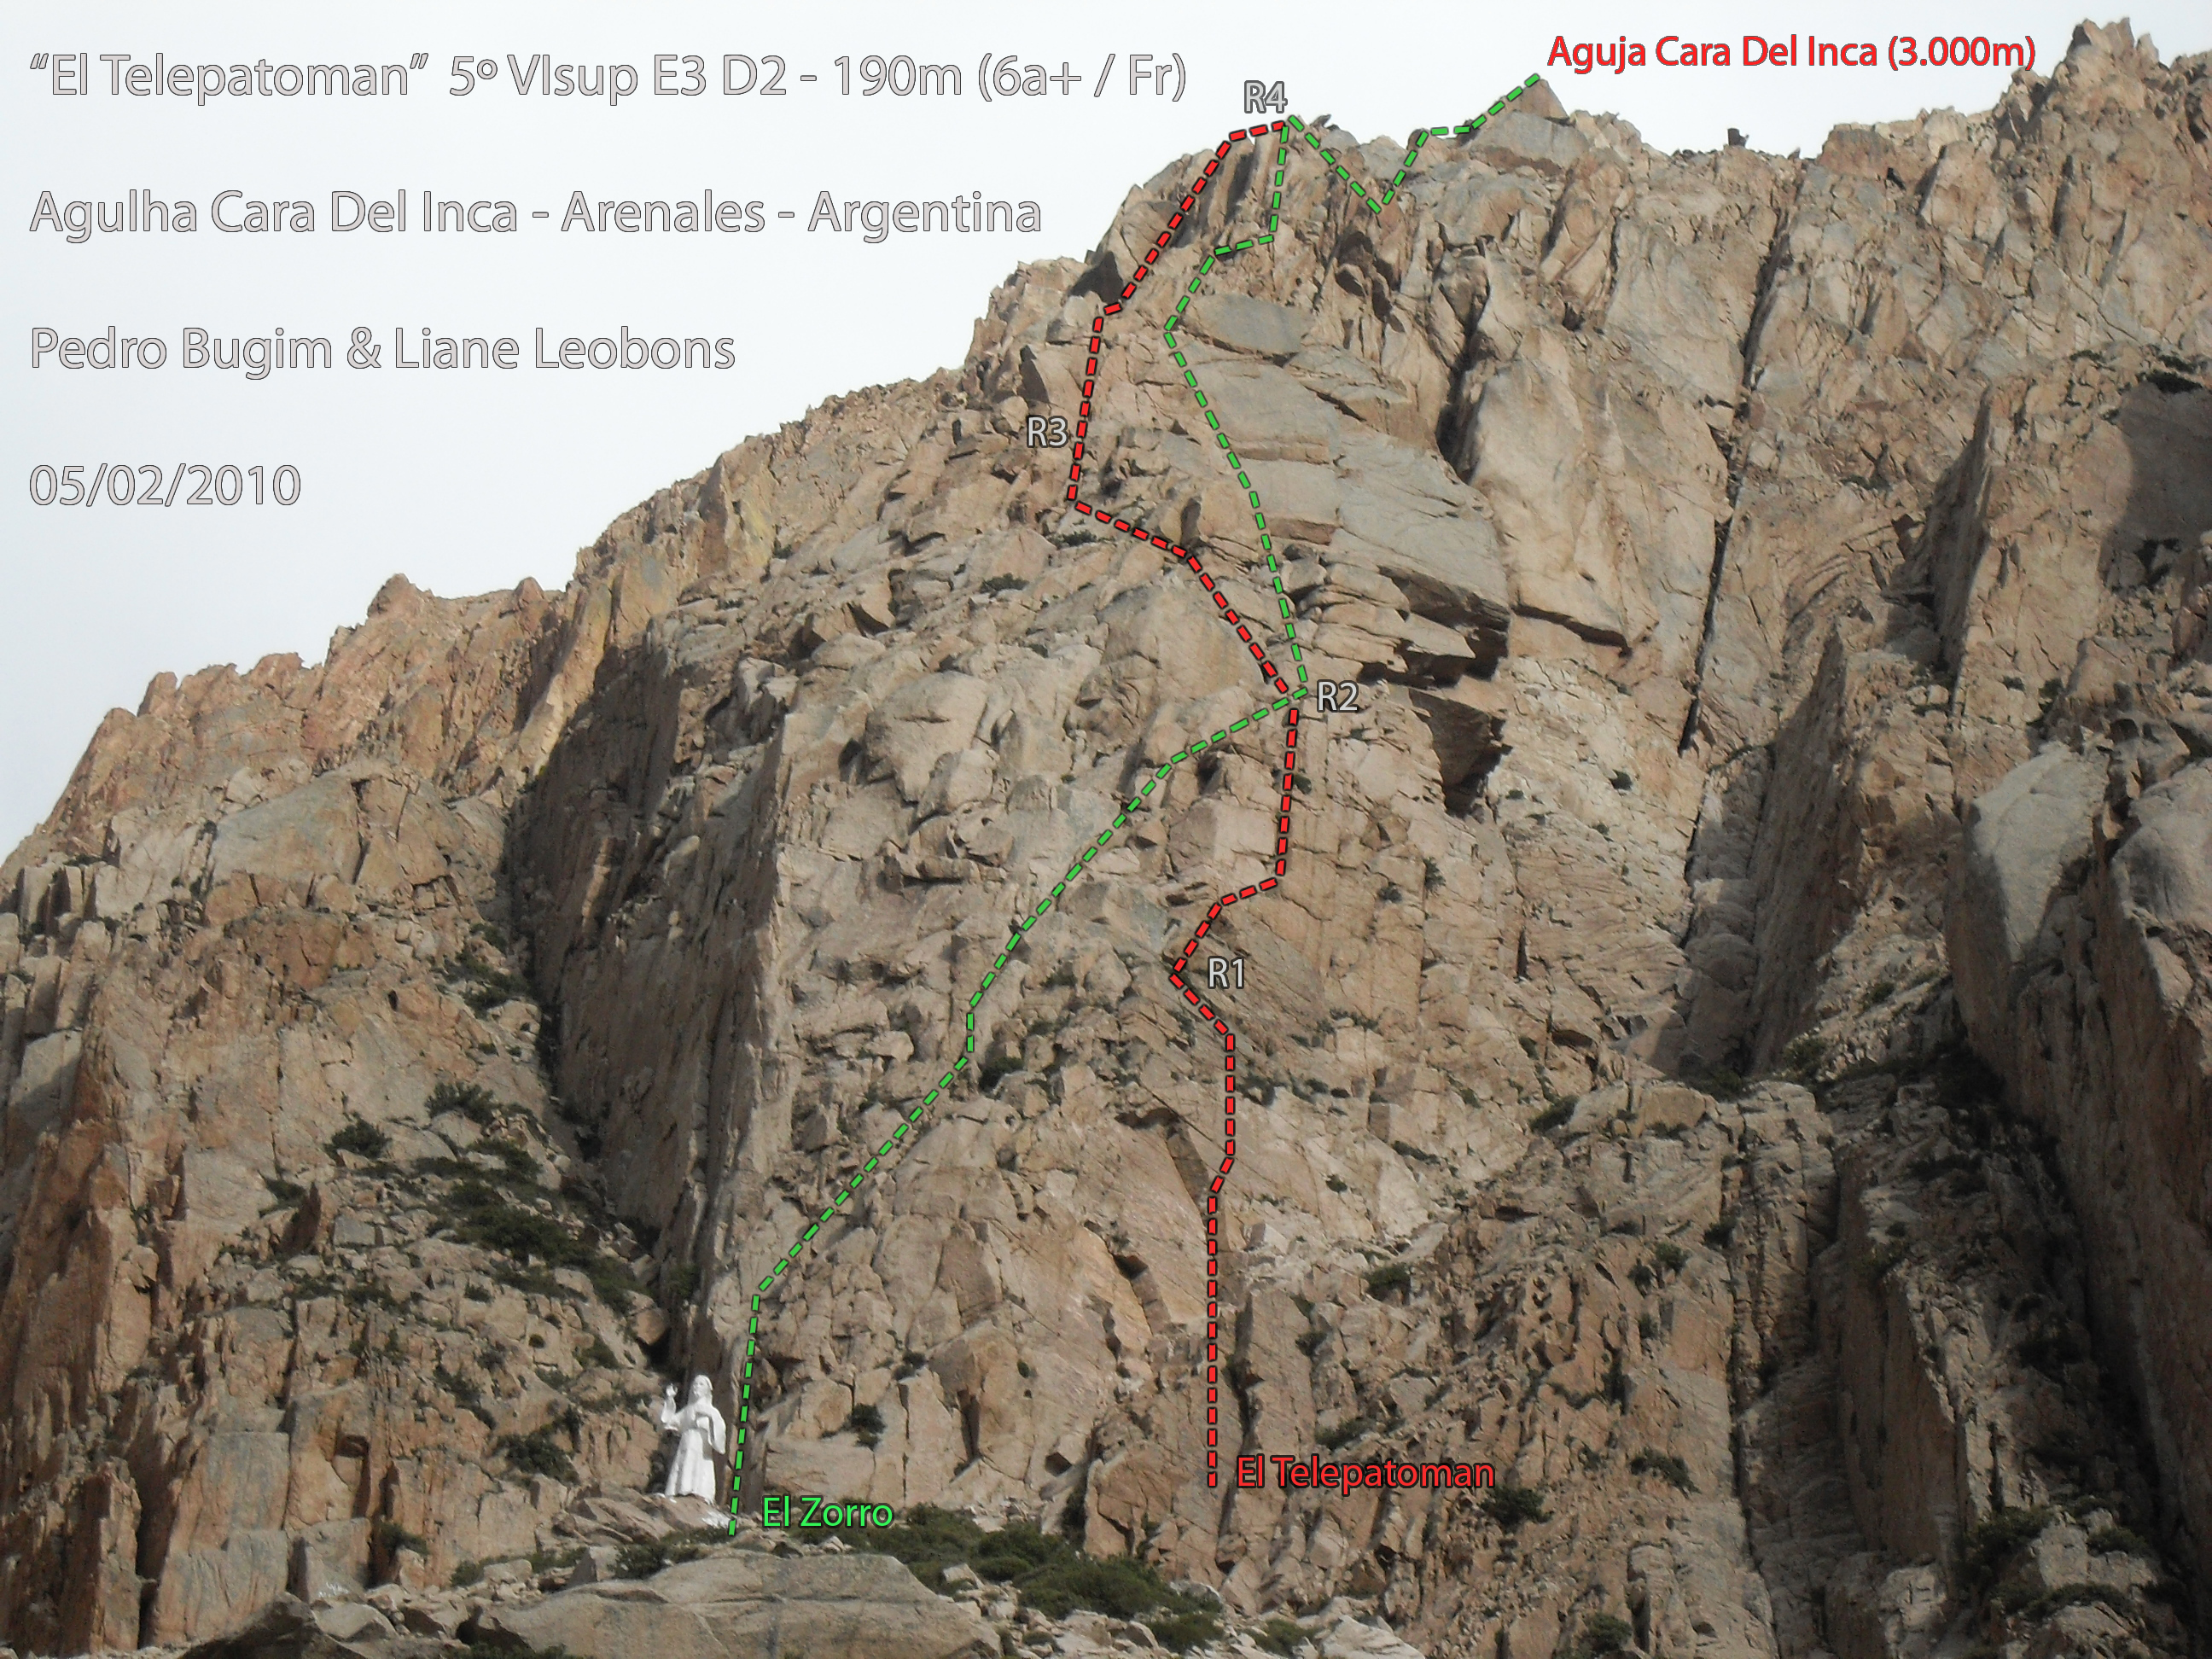 “El Telepatoman” 5º VIsup E3 D2 - 190m (6a+ / Fr)
Aguja Cara Del Inca (3.000m)
R4
Agulha Cara Del Inca - Arenales - Argentina
Pedro Bugim & Liane Leobons
R3
05/02/2010
R2
R1
El Telepatoman
El Zorro